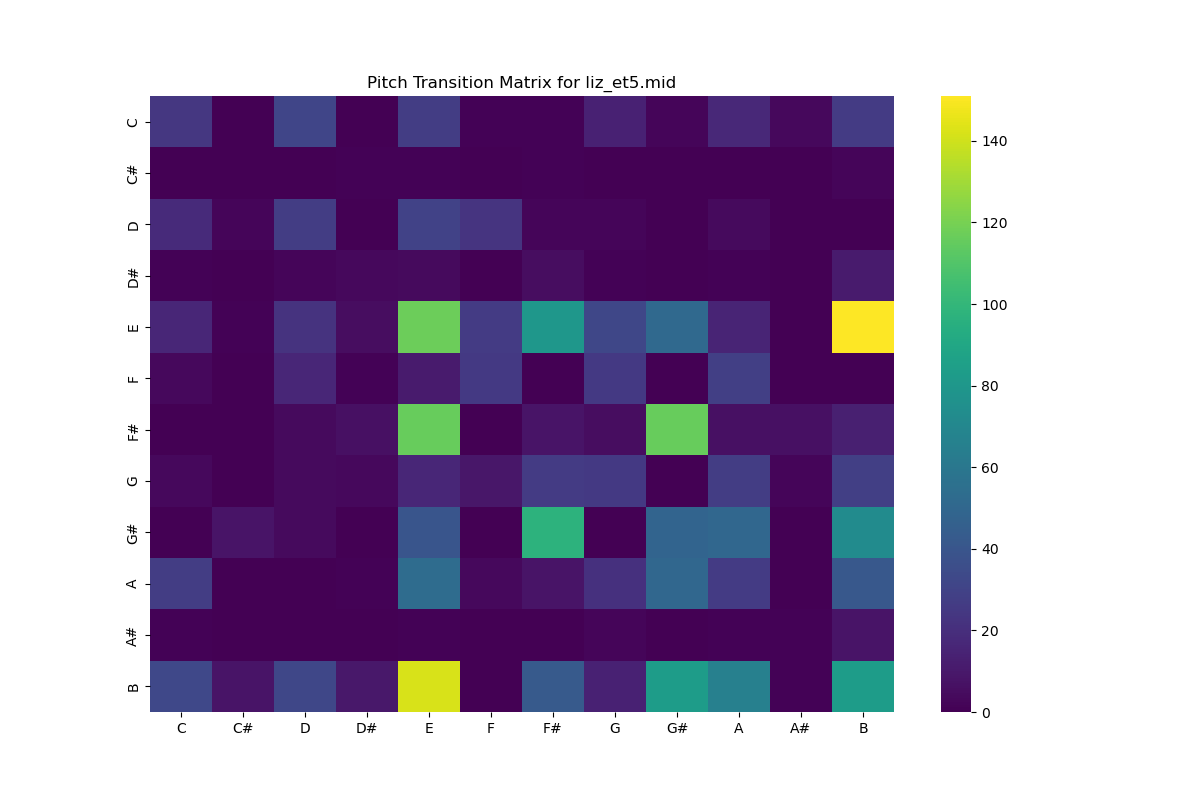 Pitch Transition Matrix for liz_et5.mid
C
C#
D
D#
E
F
F#
G
G#
A
A#
B
C C# D D# E F F# G G# A A# B
140
120
100
80
60
40
20
0